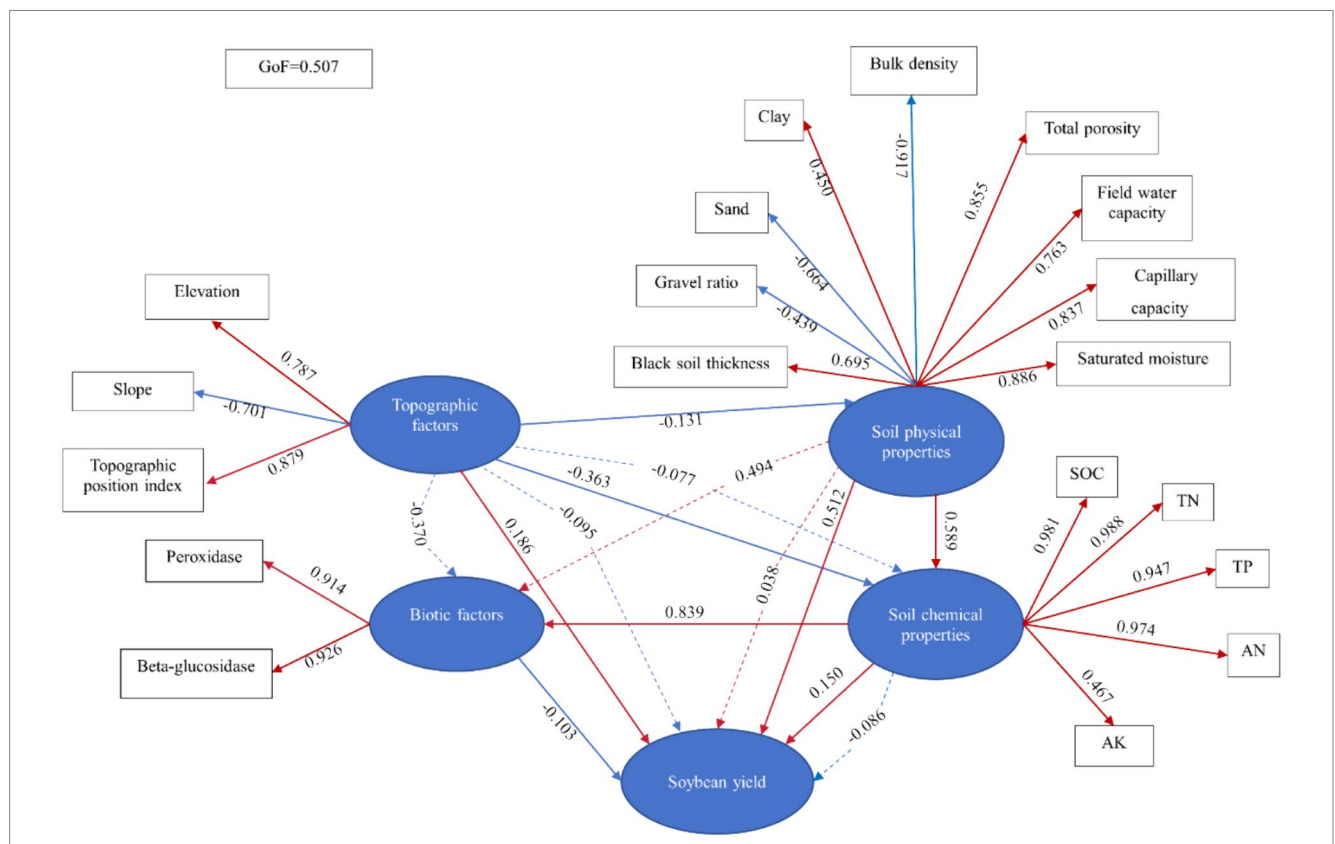 GoF=0.507
Bulk density
Clay
Total porosity
-0.917
0.450
0.855
Field water
capacity
Sand
0.763
-0.664
Gravel ratio
Capillary
capacity
-0.439
0.837
Elevation
Black soil thickness
0.695
Saturated moisture
0.886
0.787
Slope
-0.701
Topographic
factors
-0.131
Soil physical
properties
Topographic
position index
0.879
-0.077
0.494
SOC
TN
-0.363
0.981
0.988
-0.370
0.186
-0.095
0.512
0.589
Peroxidase
0.914
0.947
TP
Biotic factors
0.038
Soil chemical
properties
0.839
0.974
AN
Beta-glucosidase
0.926
0.467
-0.103
0.150
-0.086
AK
Soybean yield